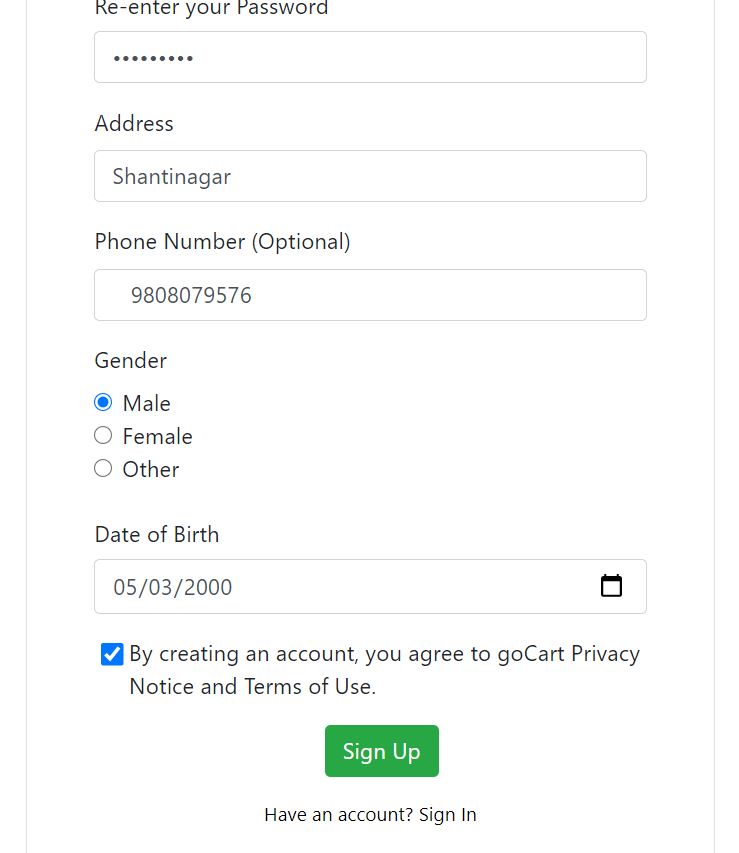 Re-enter your Password
•••••••••
Address
Shantinagar
Phone Number (Optional)
9808079576
Gender
Male
Female
Other
Date of Birth
05/03/2000
By creating an account, you agree to goCart Privacy
Notice and Terms of Use.
Sign Up
Have an account? Sign In